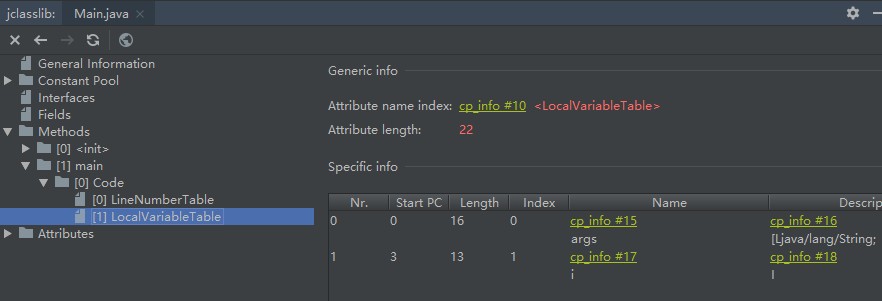 jclasslib: Main.java
General Information
Constant Pool
Interfaces
Fields
Methods
[0] <init>
[1] main
[0] Code
[0] LineNumberTable
[1] LocalVariableTable
Attributes
Generic info
Attribute name index: cp_info #10 <LocalVariableTable>
Attribute length: 22
Specific info
Nr. Start PC Length Index Name Descrip
0 0 16 0 cp_info #15 cp_info #16
args [Ljava/lang/String;
1 3 13 1 cp_info #17 cp_info #18
i I